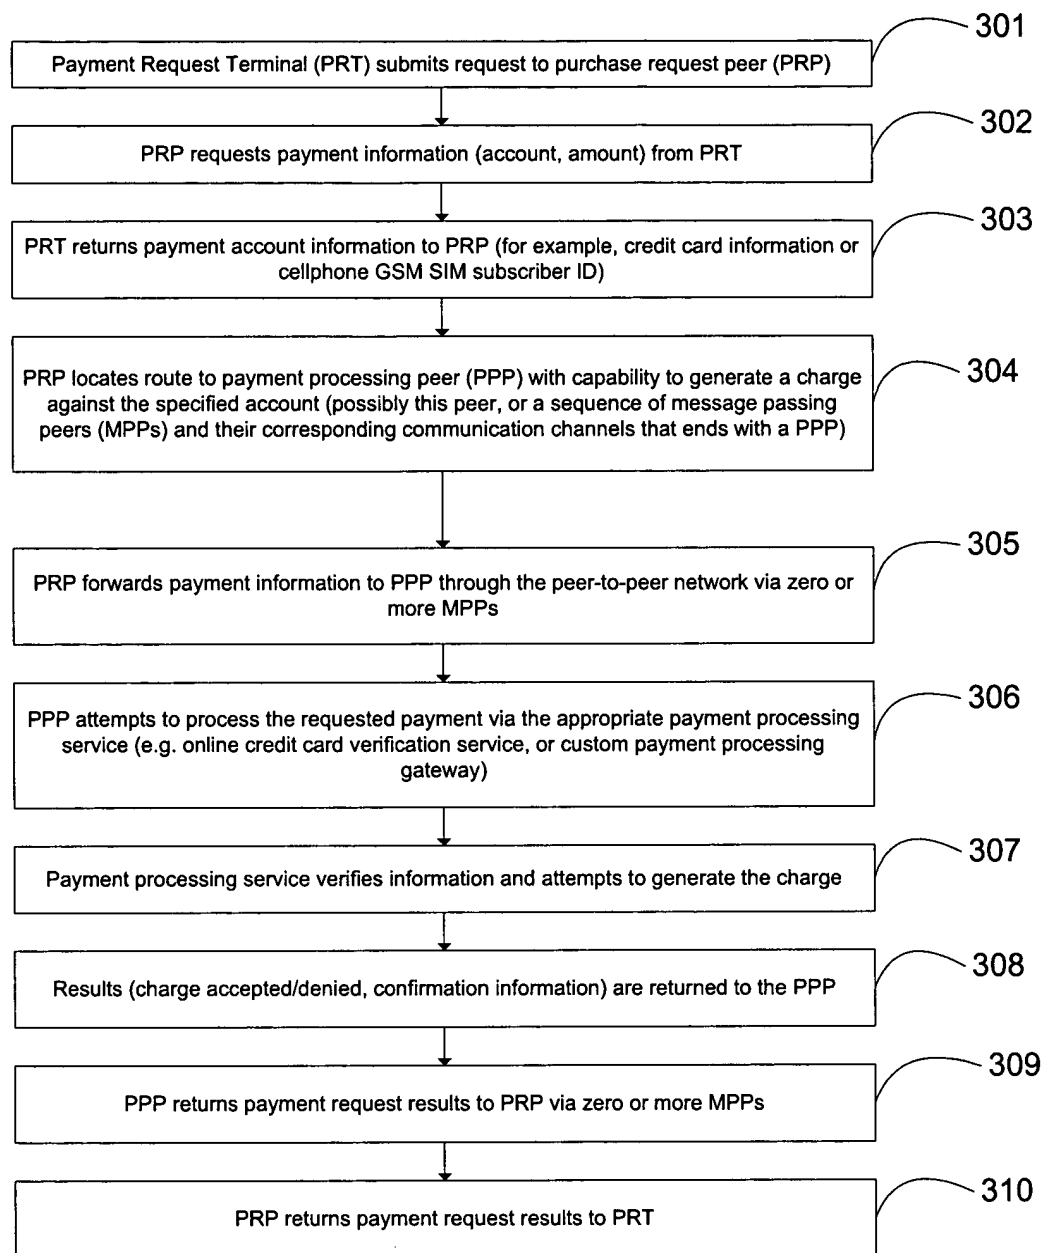 301
Payment Request Terminal (PRT) submits request to purchase request peer (PRP)
302
PRP requests payment information (account, amount) from PRT
303
PRT returns payment account information to PRP (for example, credit card information or
cellphone GSM SIM subscriber ID)
304
PRP locates route to payment processing peer (PPP) with capability to generate a charge
against the specified account (possibly this peer, or a sequence of message passing
peers (MPPs) and their corresponding communication channels that ends with a PPP)
305
PRP forwards payment information to PPP through the peer-to-peer network via zero or
more MPPs
306
PPP attempts to process the requested payment via the appropriate payment processing
service (e.g. online credit card verification service, or custom payment processing
gateway)
307
Payment processing service verifies information and attempts to generate the charge
308
Results (charge accepted/denied, confirmation information) are returned to the PPP
309
PPP returns payment request results to PRP via zero or more MPPs
310
PRP returns payment request results to PRT